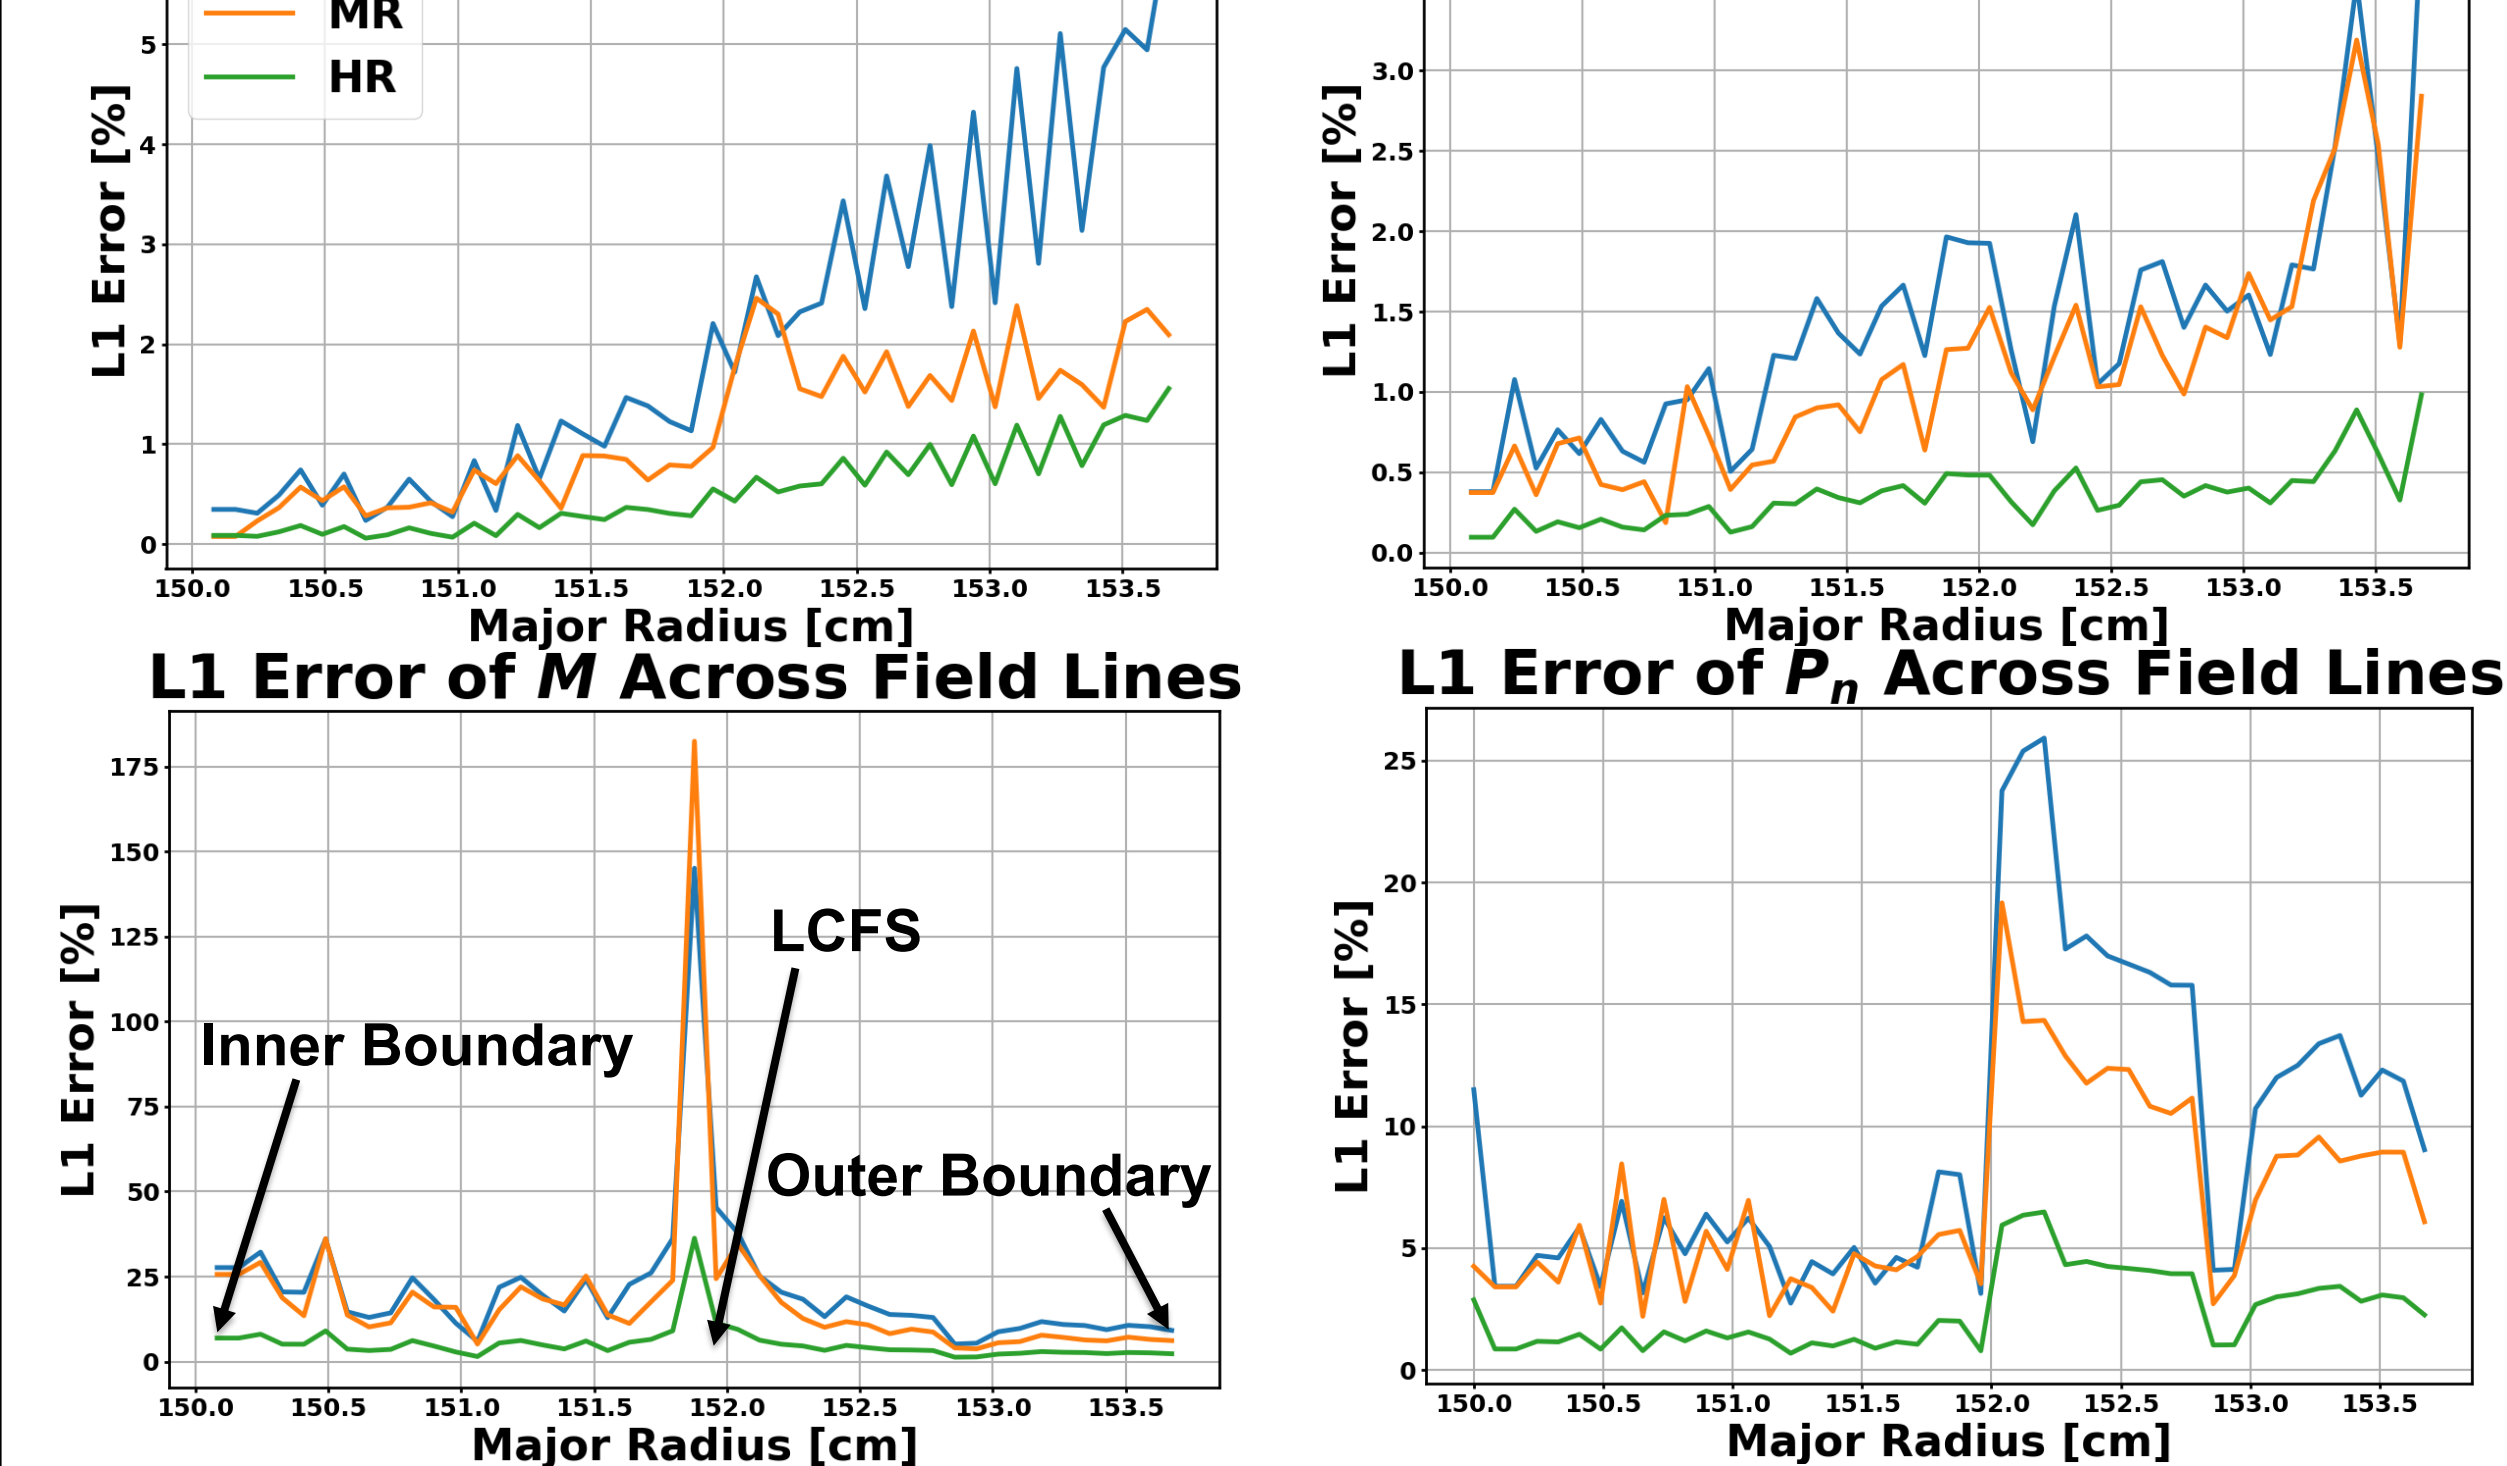 MR
HR
5
4
3
2
1
0
L1 Error [%]
150.0 150.5 151.0 151.5 152.0 152.5 153.0 153.5
Major Radius [cm]
3.0
2.5
2.0
1.5
1.0
0.5
0.0
L1 Error [%]
150.0 150.5 151.0 151.5 152.0 152.5 153.0 153.5
Major Radius [cm]
L1 Error of M Across Field Lines
175
150
125
100
75
50
25
0
L1 Error [%]
LCFS
Inner Boundary
Outer Boundary
150.0 150.5 151.0 151.5 152.0 152.5 153.0 153.5
Major Radius [cm]
L1 Error of Pn Across Field Lines
25
20
15
10
5
0
L1 Error [%]
150.0 150.5 151.0 151.5 152.0 152.5 153.0 153.5
Major Radius [cm]